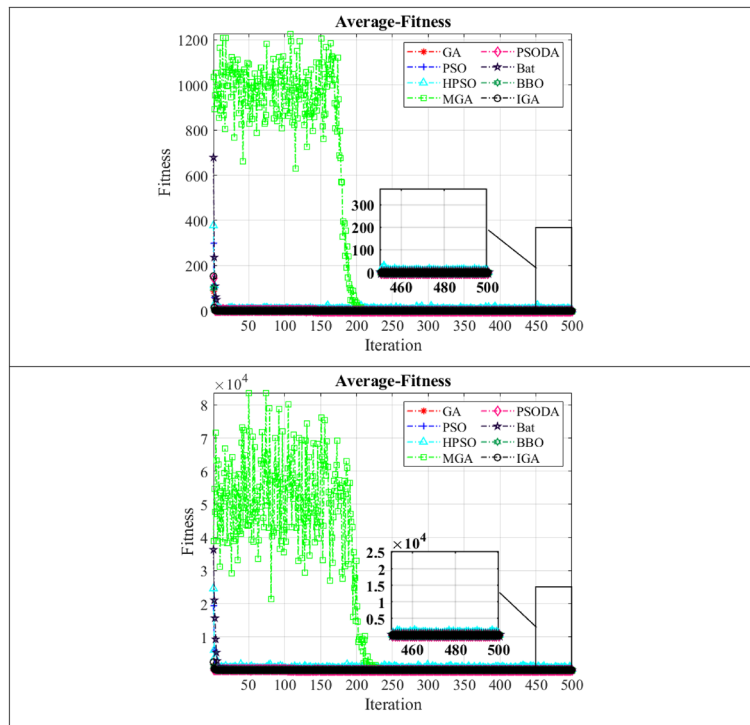 Average-Fitness
1200
1000
800
600
400
200
0
Fitness
GA
PSO
HPSO
MGA
PSODA
Bat
BBO
IGA
300
200
100
0
460 480 500
50 100 150 200 250 300 350 400 450 500
Iteration
Average-Fitness
×10^4
8
7
6
5
4
3
2
1
Fitness
GA
PSO
HPSO
MGA
PSODA
Bat
BBO
IGA
×10^4
2.5
2
1.5
1
0.5
460 480 500
50 100 150 200 250 300 350 400 450 500
Iteration